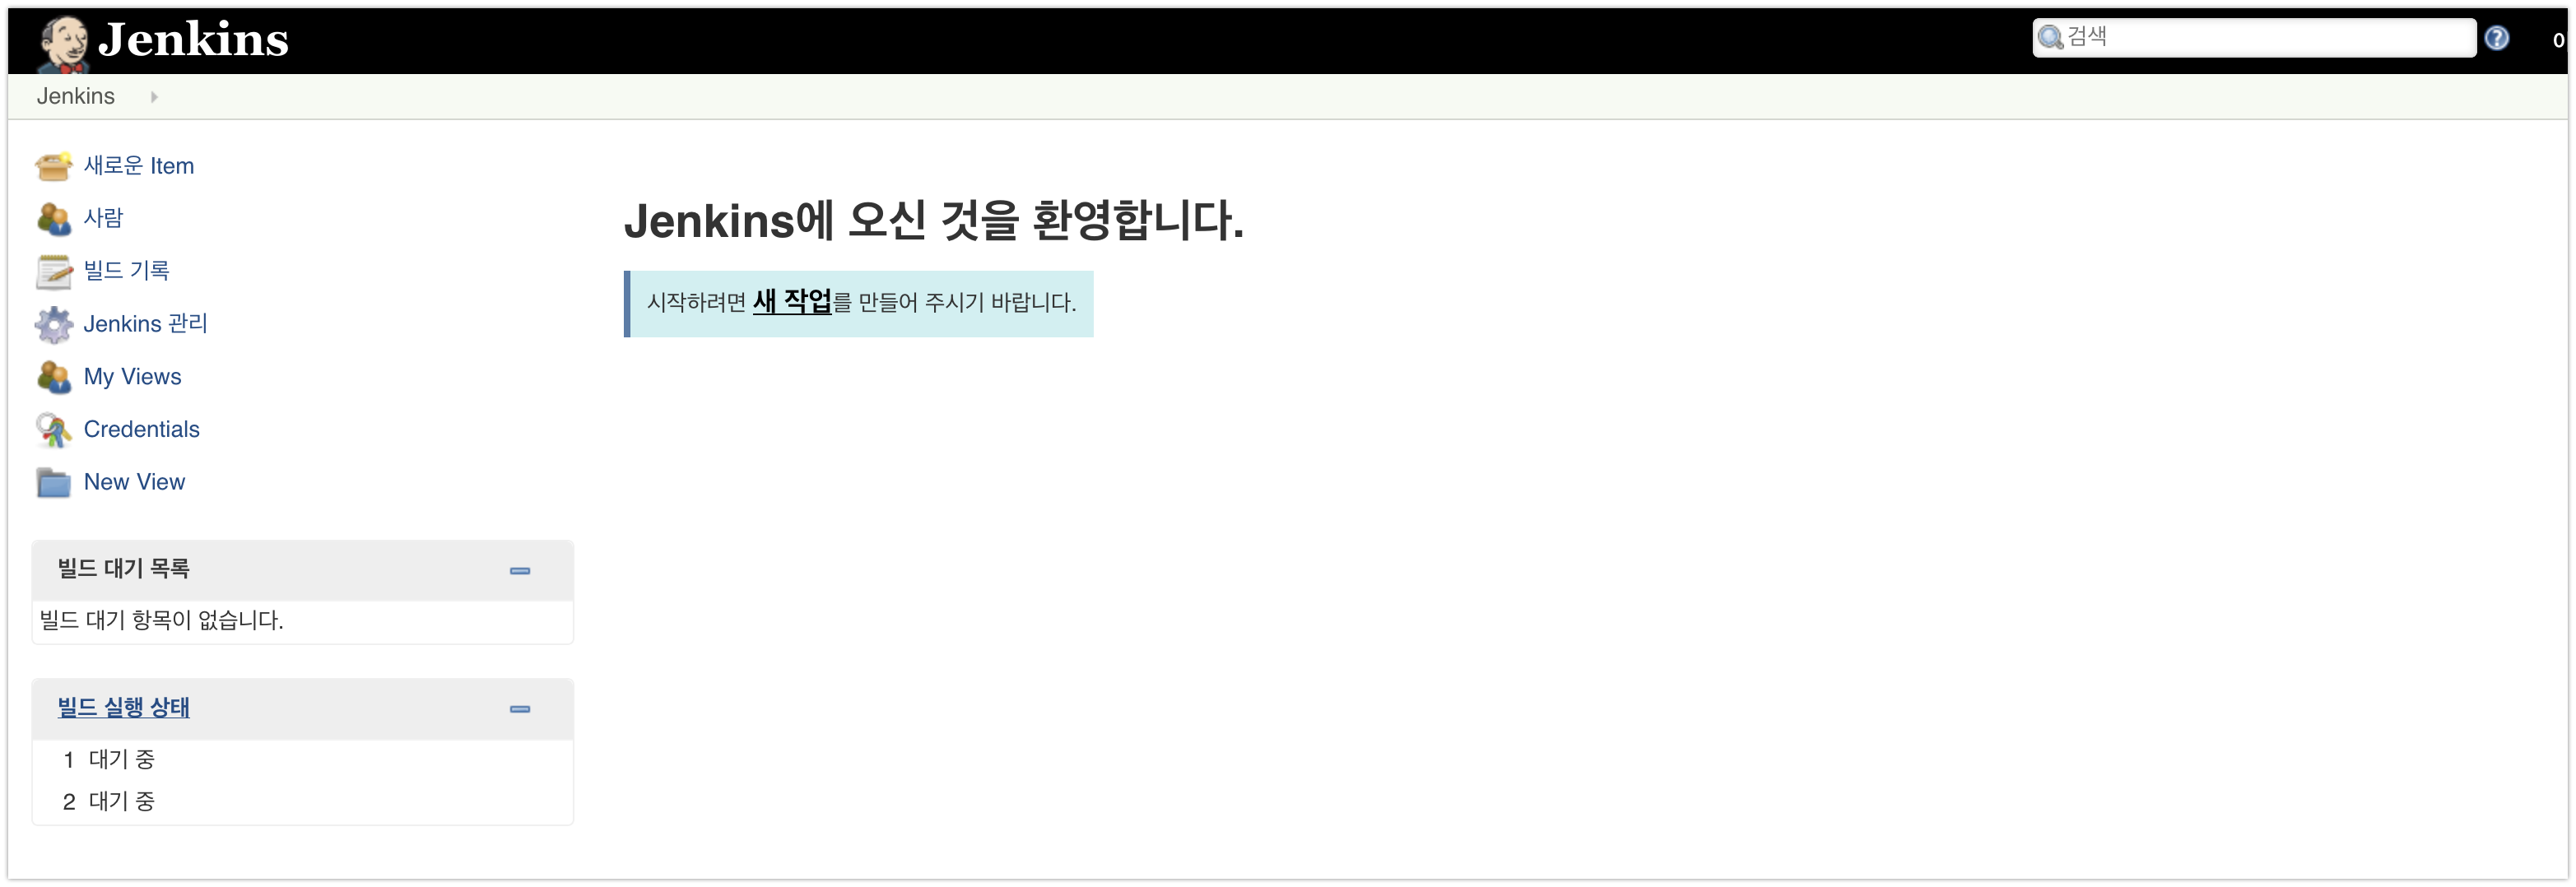 Jenkins
검색
Jenkins
새로운 Item
사람
빌드 기록
Jenkins 관리
My Views
Credentials
New View
Jenkins에 오신 것을 환영합니다.
시작하려면 새 작업를 만들어 주시기 바랍니다.
빌드 대기 목록
빌드 대기 항목이 없습니다.
빌드 실행 상태
1 대기 중
2 대기 중